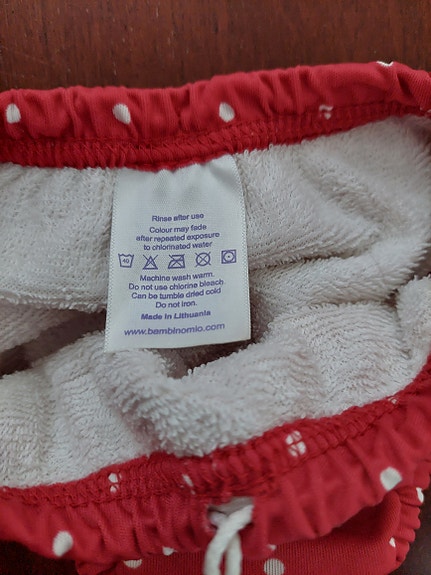 Rinse after use
Colour may fade
after repeated exposure
to chlorinated water
40
Machine wash warm.
Do not use chlorine bleach.
Can be tumble dried cold
Do not iron.
Made in Lithuania
www.bambinomio.com